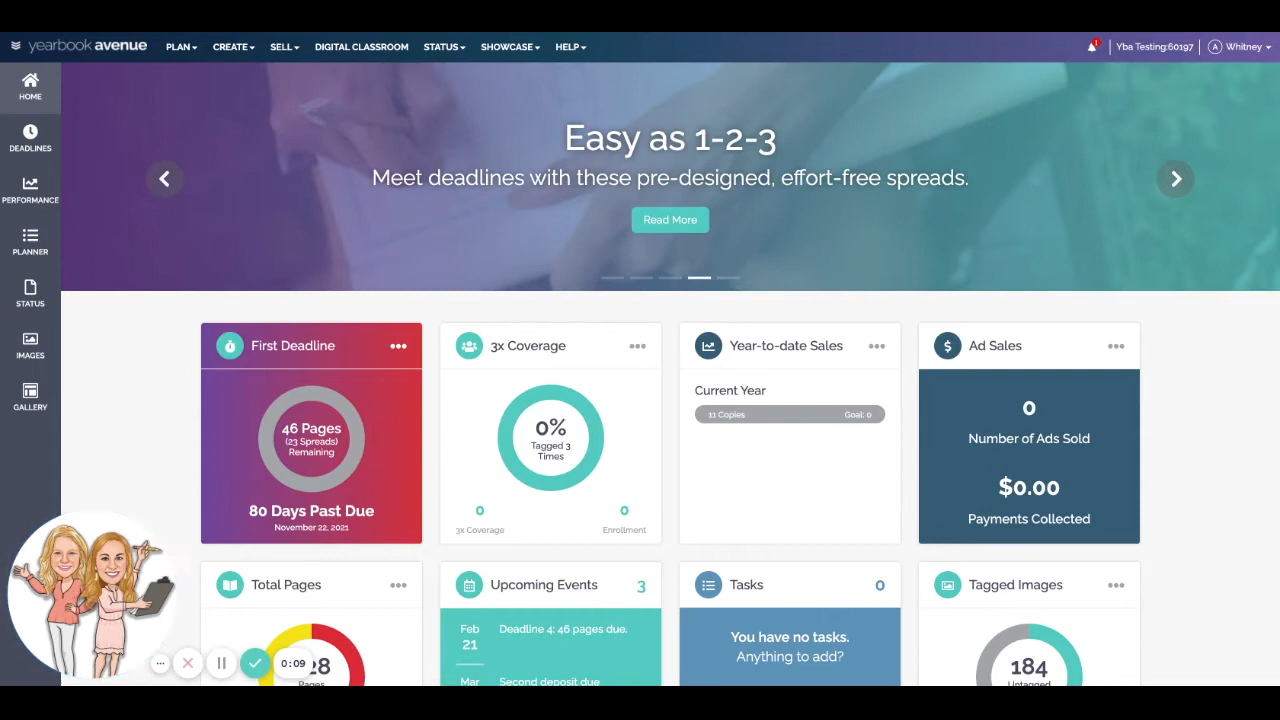 yearbook avenue PLAN CREATE SELL DIGITAL CLASSROOM STATUS SHOWCASE HELP 1 Yba Testing:60197 A Whitney
HOME
DEADLINES
PERFORMANCE
PLANNER
STATUS
IMAGES
GALLERY
Easy as 1-2-3
Meet deadlines with these pre-designed, effort-free spreads.
Read More
First Deadline
46 Pages
(23 Spreads)
Remaining
80 Days Past Due
November 22, 2021
3x Coverage
0%
Tagged 3
Times
0 0
3x Coverage Enrollment
Year-to-date Sales
Current Year
11 Copies Goal: 0
$ Ad Sales
0
Number of Ads Sold
$0.00
Payments Collected
Total Pages
Pages
Upcoming Events 3
Feb
21
Deadline 4: 46 pages due.
Mar
Second deposit due
Tasks 0
You have no tasks.
Anything to add?
Tagged Images
184
Untagged
0:09